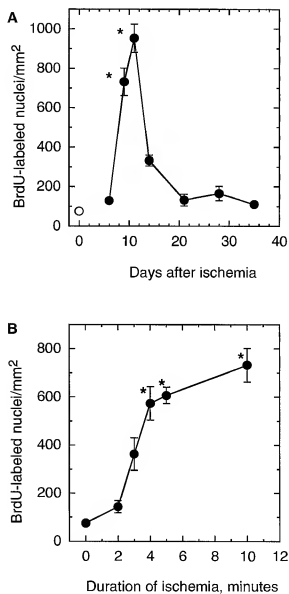 A
BrdU-labeled nuclei/mm²
1000
800
600
400
200
0
*
*
0 10 20 30 40
Days after ischemia
B
BrdU-labeled nuclei/mm²
800
600
400
200
0
*
*
*
0 2 4 6 8 10 12
Duration of ischemia, minutes